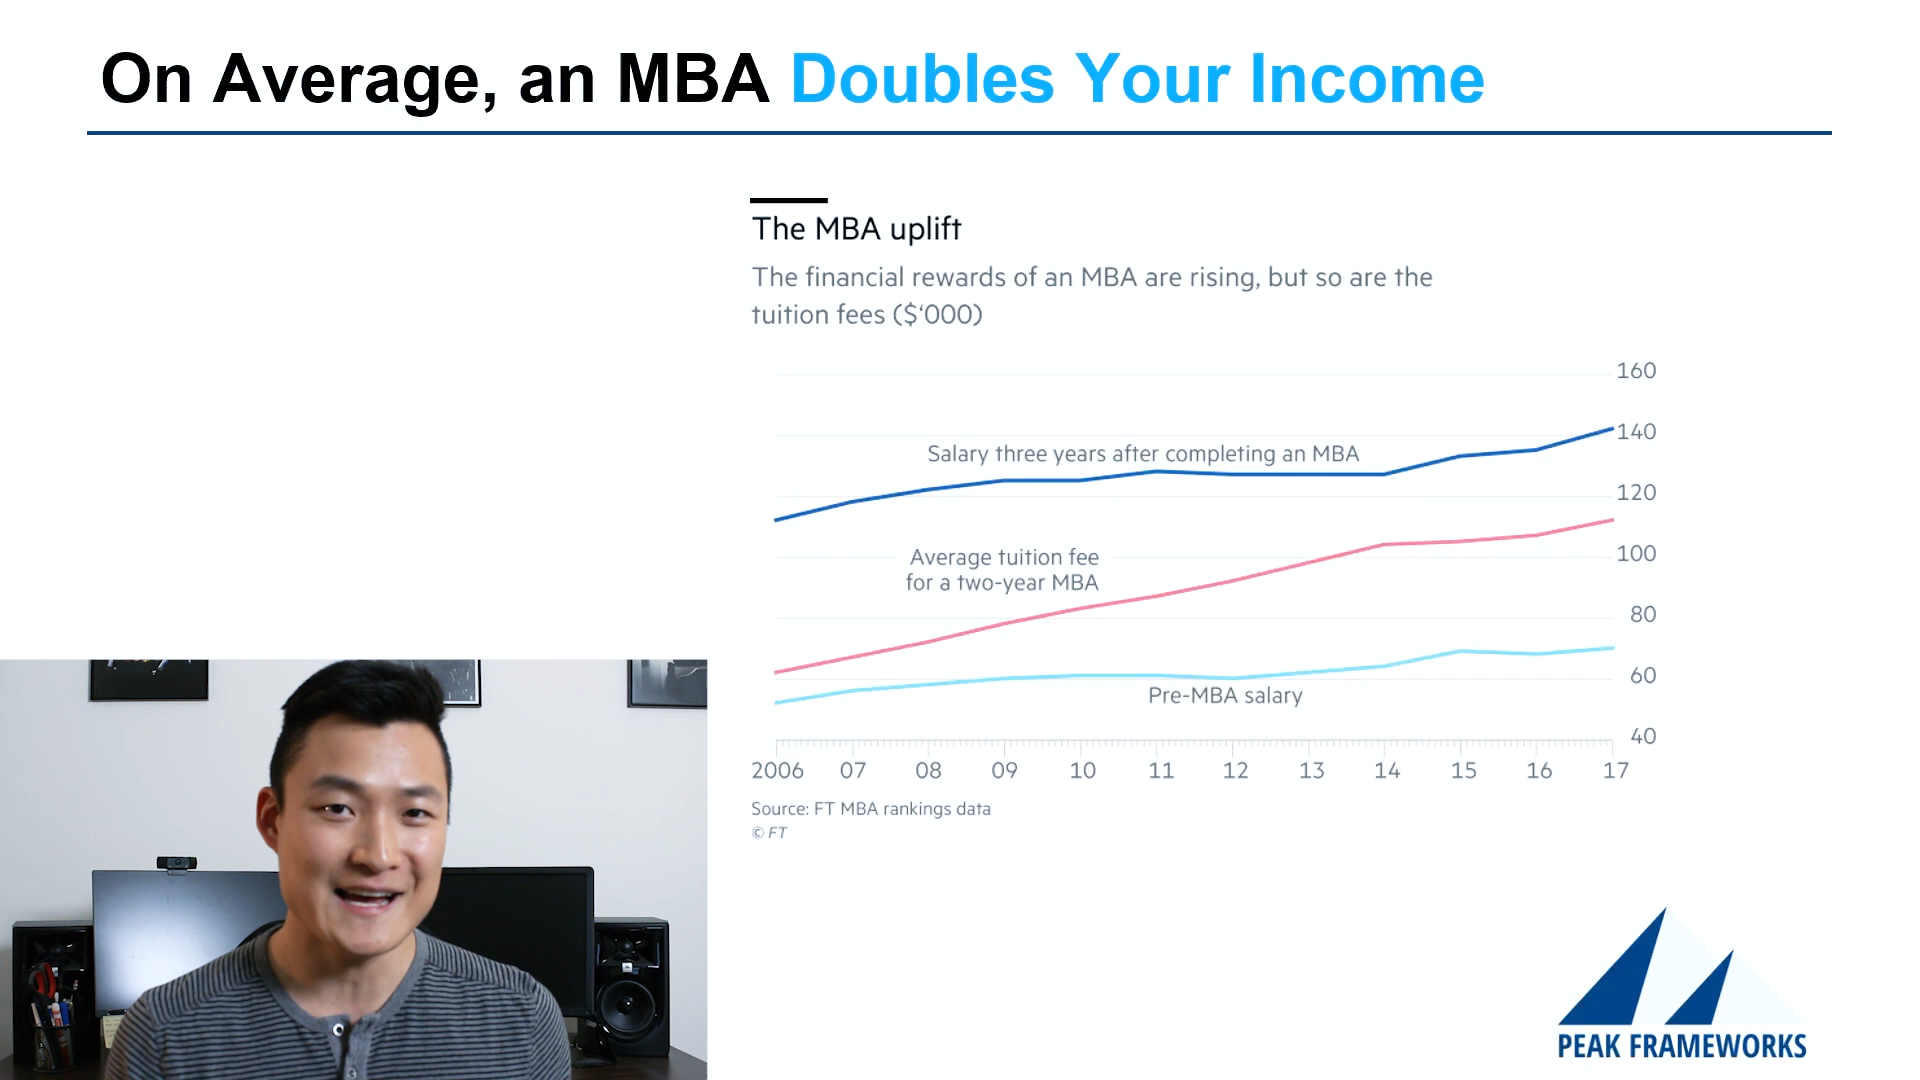 On Average, an MBA Doubles Your Income
The MBA uplift
The financial rewards of an MBA are rising, but so are the
tuition fees ($‘000)
160
140
Salary three years after completing an MBA
120
Average tuition fee
for a two-year MBA
100
80
60
Pre-MBA salary
40
2006 07 08 09 10 11 12 13 14 15 16 17
Source: FT MBA rankings data
© FT
PEAK FRAMEWORKS